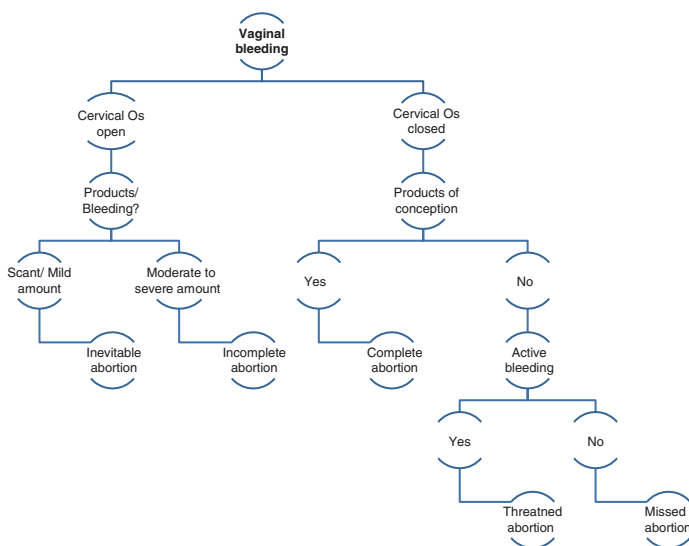 Vaginal
bleeding
Cervical Os
open
Cervical Os
closed
Products/
Bleeding?
Products of
conception
Scant/ Mild
amount
Moderate to
severe amount
Yes
No
Inevitable
abortion
Incomplete
abortion
Complete
abortion
Active
bleeding
Yes
No
Threatned
abortion
Missed
abortion